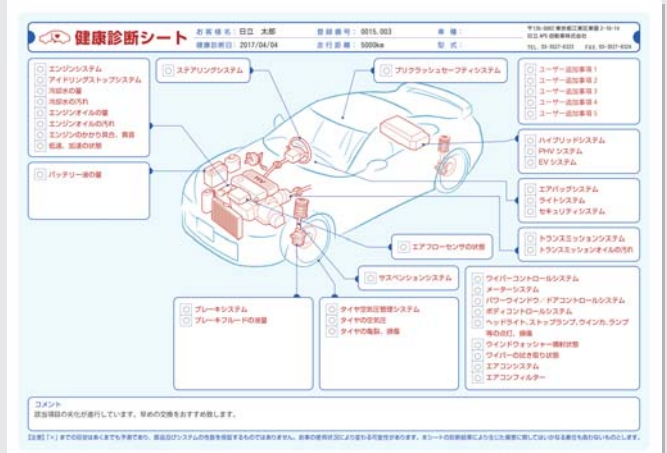 健康診断シート
お客様名：日立 太郎
登録番号：0015.003
車種：
健康診断日：2017/04/04
走行距離：5000km
型式：
エンジンシステム
アイドリングストップシステム
冷却水の量
冷却水の汚れ
エンジンオイルの量
エンジンオイルの汚れ
エンジンのかかり具合、異音
低速、加速の状態
ステアリングシステム
プリクラッシュセーフティシステム
ユーザー追加事項 1
ユーザー追加事項 2
ユーザー追加事項 3
ユーザー追加事項 4
ユーザー追加事項 5
ハイブリッドシステム
PHV システム
EV システム
バッテリー液の量
エアバッグシステム
ライトシステム
セキュリティシステム
トランスミッションシステム
トランスミッションオイルの汚れ
エアフローセンサの状態
サスペンションシステム
ブレーキシステム
ブレーキフルードの液量
タイヤ空気圧管理システム
タイヤの空気圧
タイヤの亀裂、損傷
ワイパーコントロールシステム
メーターシステム
パワーウインドウ／ドアコントロールシステム
ボディコントロールシステム
ヘッドライト、ストップランプ、ウインカ、ランプ
等の点灯、損傷
ウインドウォッシャー噴射状態
ワイパーの拭き取り状態
エアコンシステム
エアコンフィルター
コメント
該当項目の劣化が進行しています。早めの交換をおすすめ致します。